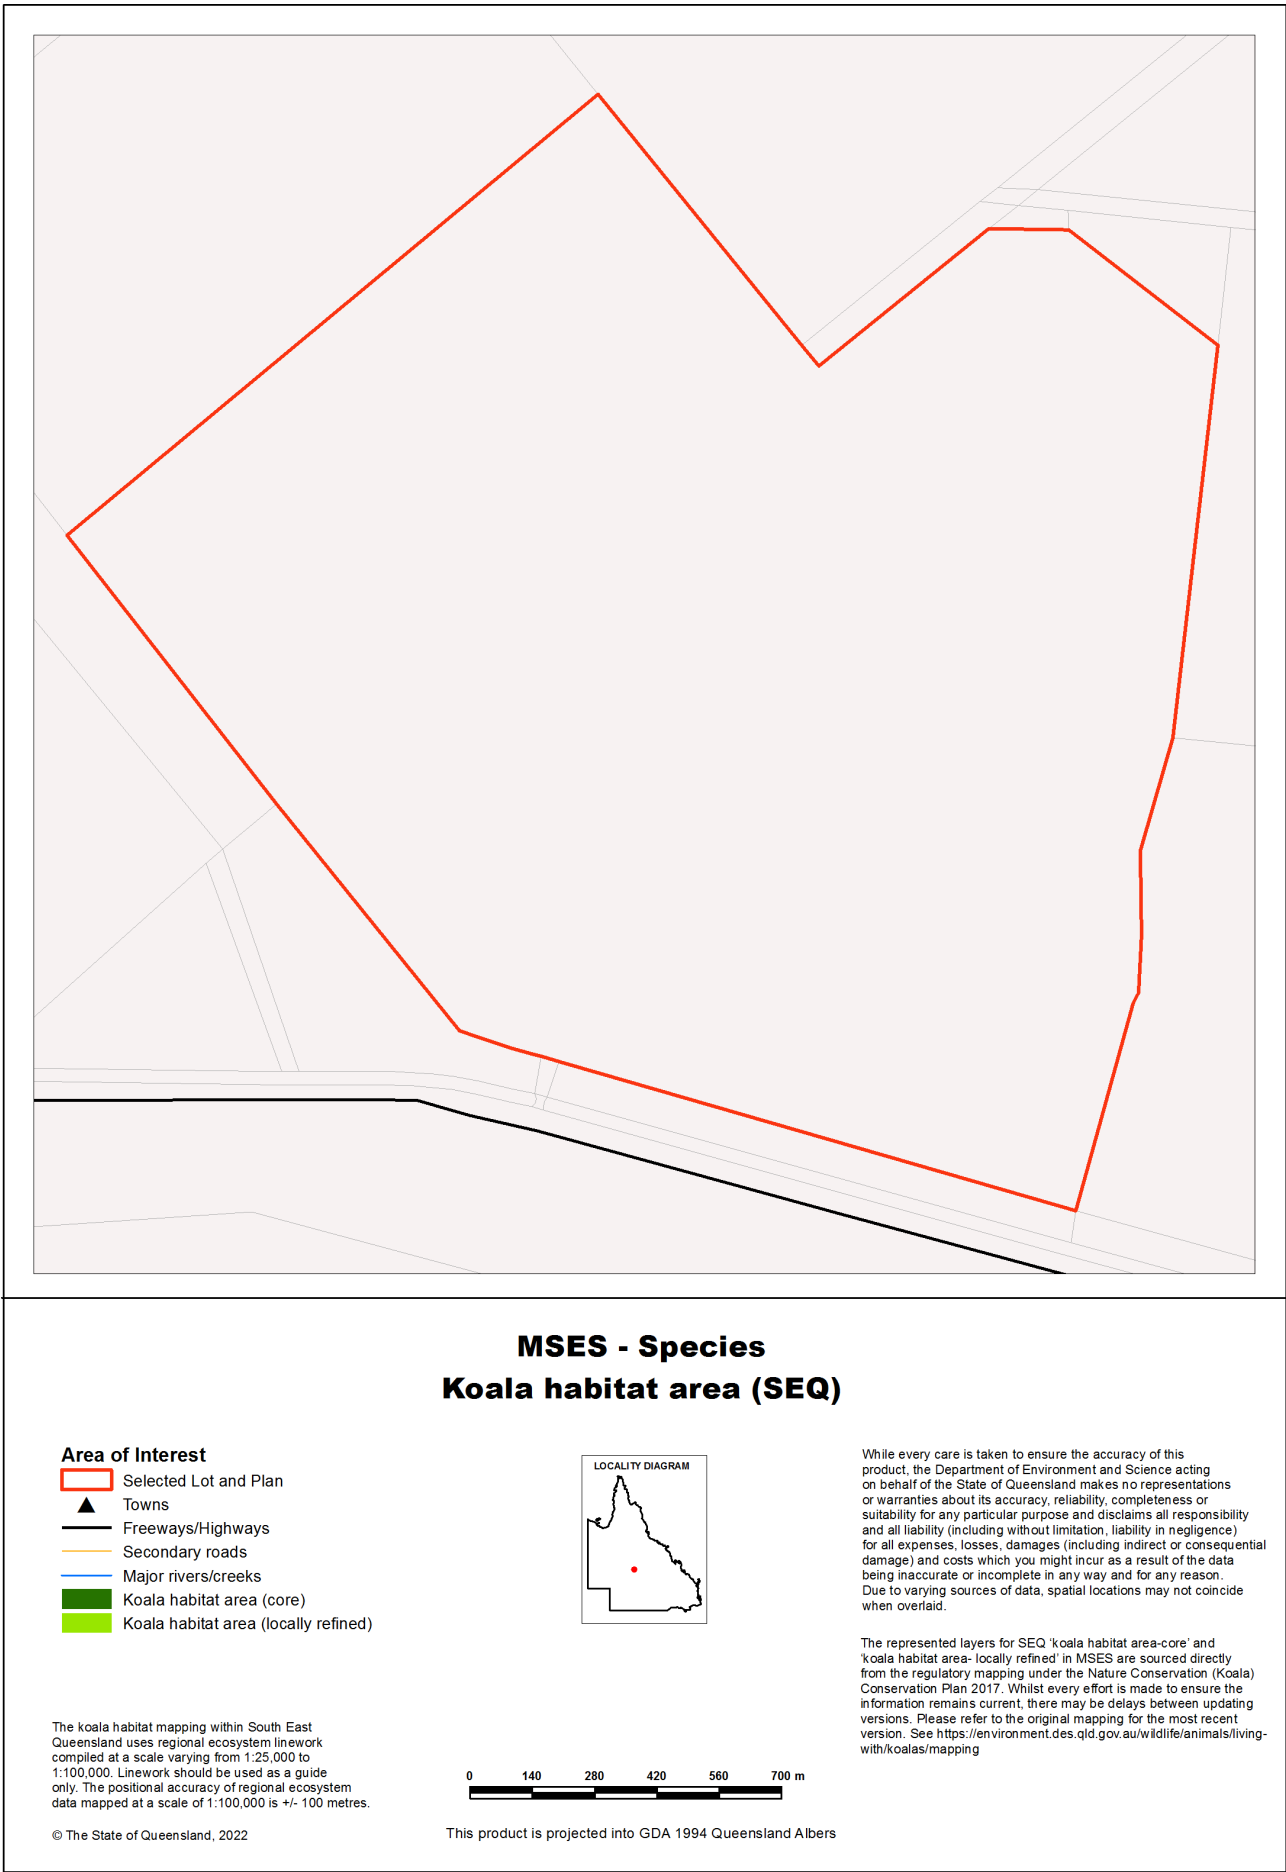 MSES - Species
Koala habitat area (SEQ)
Area of Interest
Selected Lot and Plan
Towns
Freeways/Highways
Secondary roads
Major rivers/creeks
Koala habitat area (core)
Koala habitat area (locally refined)
The koala habitat mapping within South East
Queensland uses regional ecosystem linework
compiled at a scale varying from 1:25,000 to
1:100,000. Linework should be used as a guide
only. The positional accuracy of regional ecosystem
data mapped at a scale of 1:100,000 is +/- 100 metres.
© The State of Queensland, 2022
LOCALITY DIAGRAM
0 140 280 420 560 700 m
This product is projected into GDA 1994 Queensland Albers
While every care is taken to ensure the accuracy of this
product, the Department of Environment and Science acting
on behalf of the State of Queensland makes no representations
or warranties about its accuracy, reliability, completeness or
suitability for any particular purpose and disclaims all responsibility
and all liability (including without limitation, liability in negligence)
for all expenses, losses, damages (including indirect or consequential
damage) and costs which you might incur as a result of the data
being inaccurate or incomplete in any way and for any reason.
Due to varying sources of data, spatial locations may not coincide
when overlaid.
The represented layers for SEQ 'koala habitat area-core' and
'koala habitat area- locally refined' in MSES are sourced directly
from the regulatory mapping under the Nature Conservation (Koala)
Conservation Plan 2017. Whilst every effort is made to ensure the
information remains current, there may be delays between updating
versions. Please refer to the original mapping for the most recent
version. See https://environment.des.qld.gov.au/wildlife/animals/living-
with/koalas/mapping